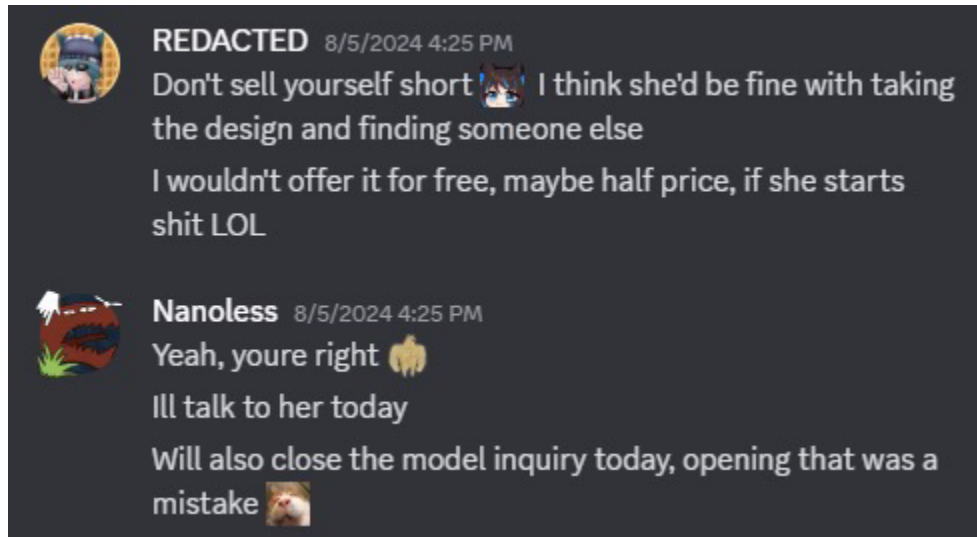 REDACTED 8/5/2024 4:25 PM
Don't sell yourself short I think she'd be fine with taking
the design and finding someone else
I wouldn't offer it for free, maybe half price, if she starts
shit LOL
Nanoless 8/5/2024 4:25 PM
Yeah, youre right
Ill talk to her today
Will also close the model inquiry today, opening that was a
mistake